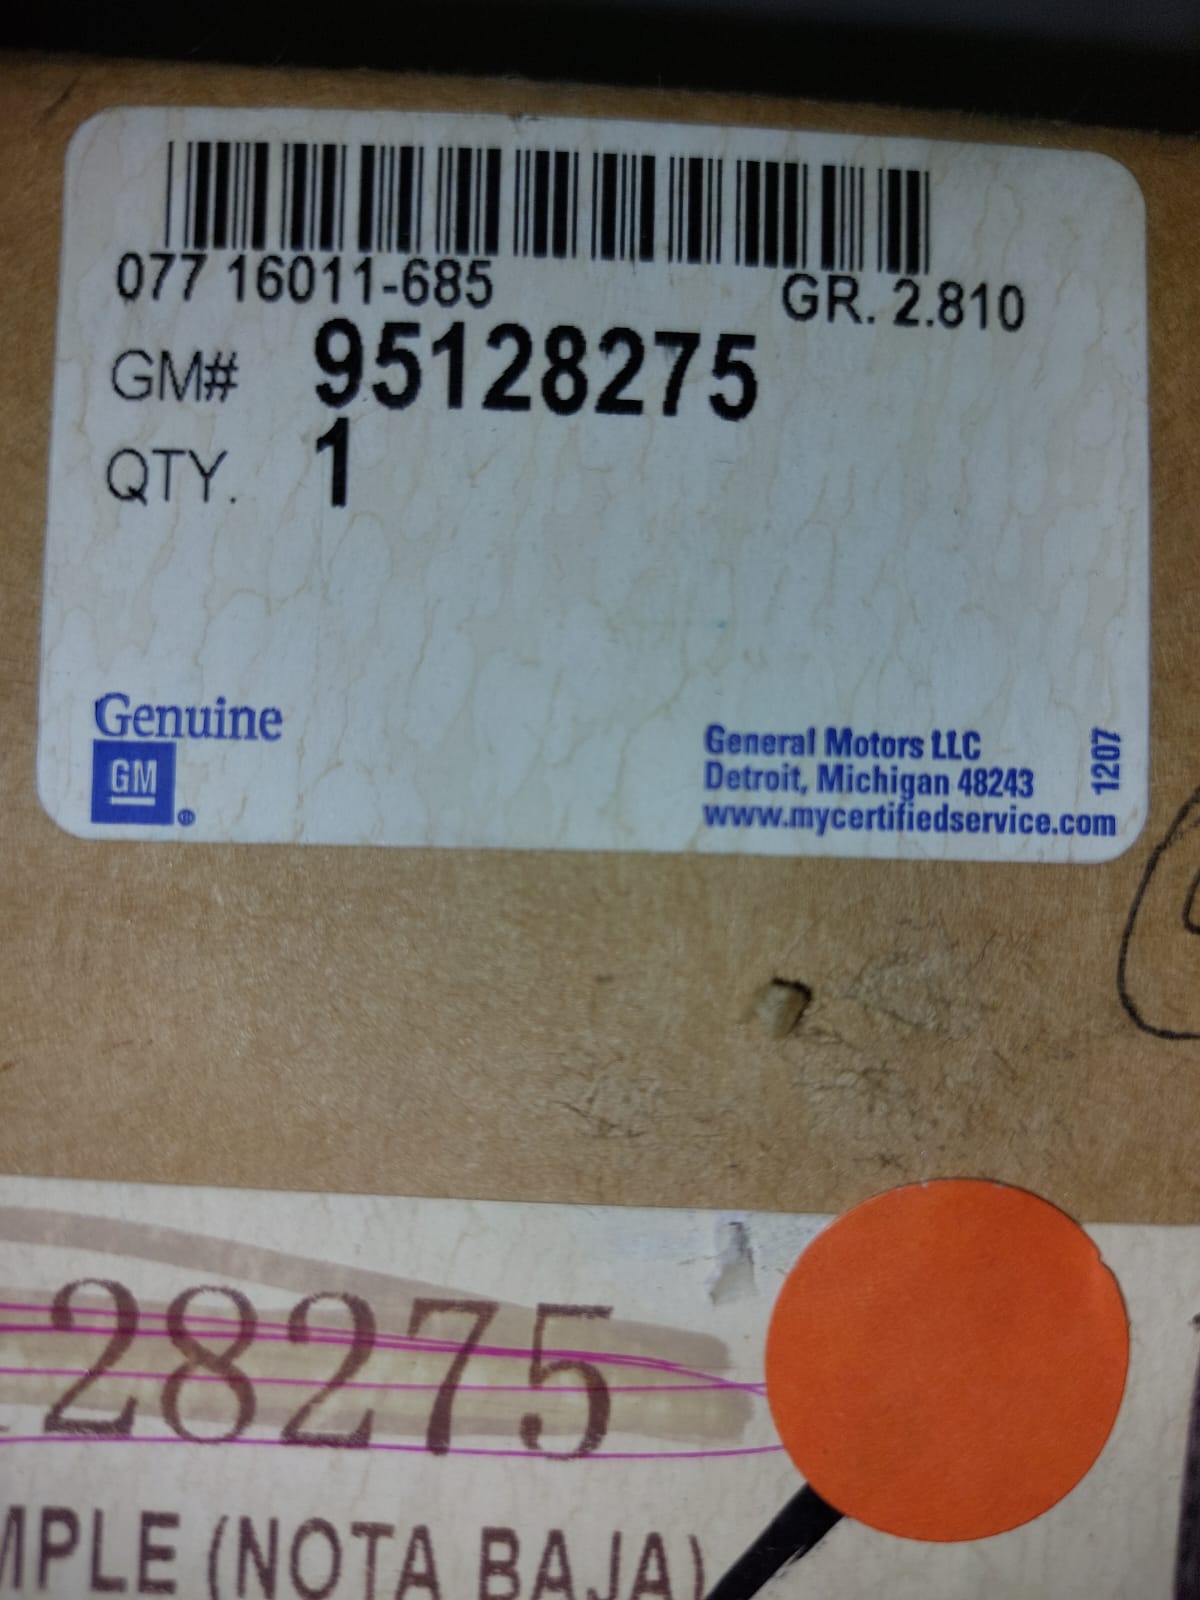 077 16011-685 GR. 2.810
GM# 95128275
QTY. 1
Genuine
GM ®
General Motors LLC
Detroit, Michigan 48243
www.mycertifiedservice.com
1207
28275
MPLE (NOTA BAJA)